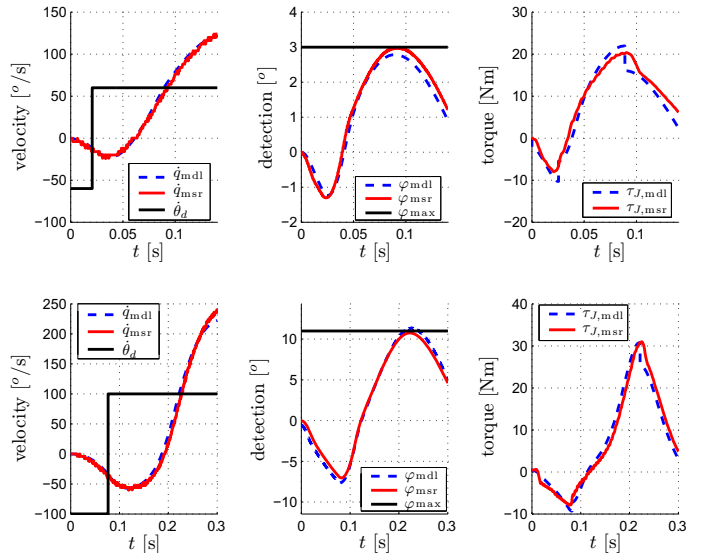 velocity [°/s]
150
100
50
0
−50
−100
0
0.05
0.1
t [s]
q̇mdl
q̇msr
θ̇d
detection [°]
4
3
2
1
0
−1
−2
0
0.05
0.1
t [s]
φmdl
φmsr
φmax
torque [Nm]
30
20
10
0
−10
−20
0
0.05
0.1
t [s]
τJ,mdl
τJ,msr
velocity [°/s]
250
200
150
100
50
0
−50
−100
0
0.1
0.2
0.3
t [s]
q̇mdl
q̇msr
θ̇d
detection [°]
10
5
0
−5
−10
0
0.1
0.2
0.3
t [s]
φmdl
φmsr
φmax
torque [Nm]
40
30
20
10
0
−10
0
0.1
0.2
0.3
t [s]
τJ,mdl
τJ,msr